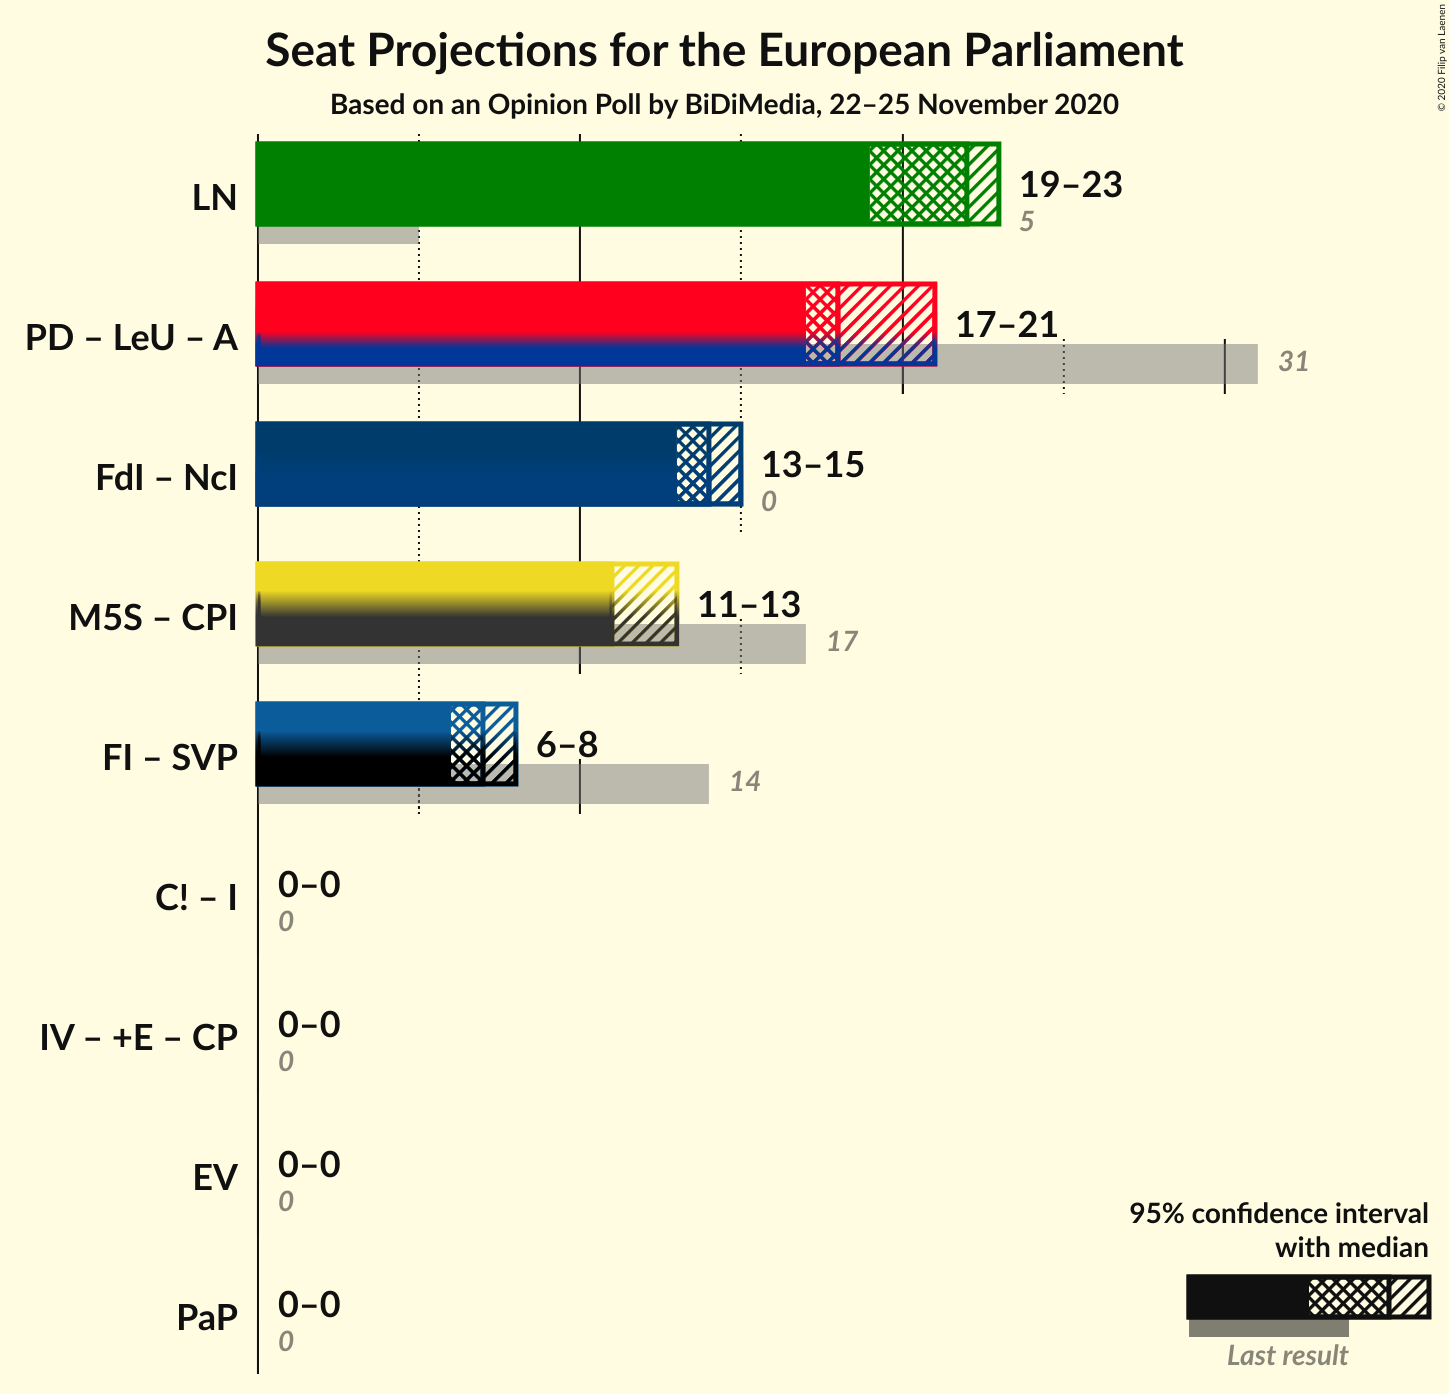 Seat Projections for the European Parliament
Based on an Opinion Poll by BiDiMedia, 22–25 November 2020
© 2020 Filip van Laenen
LN
19–23
5
PD – LeU – A
17–21
31
FdI – NcI
13–15
0
M5S – CPI
11–13
17
FI – SVP
6–8
14
C! – I
0–0
0
IV – +E – CP
0–0
0
EV
0–0
0
PaP
0–0
0
95% confidence interval
with median
Last result